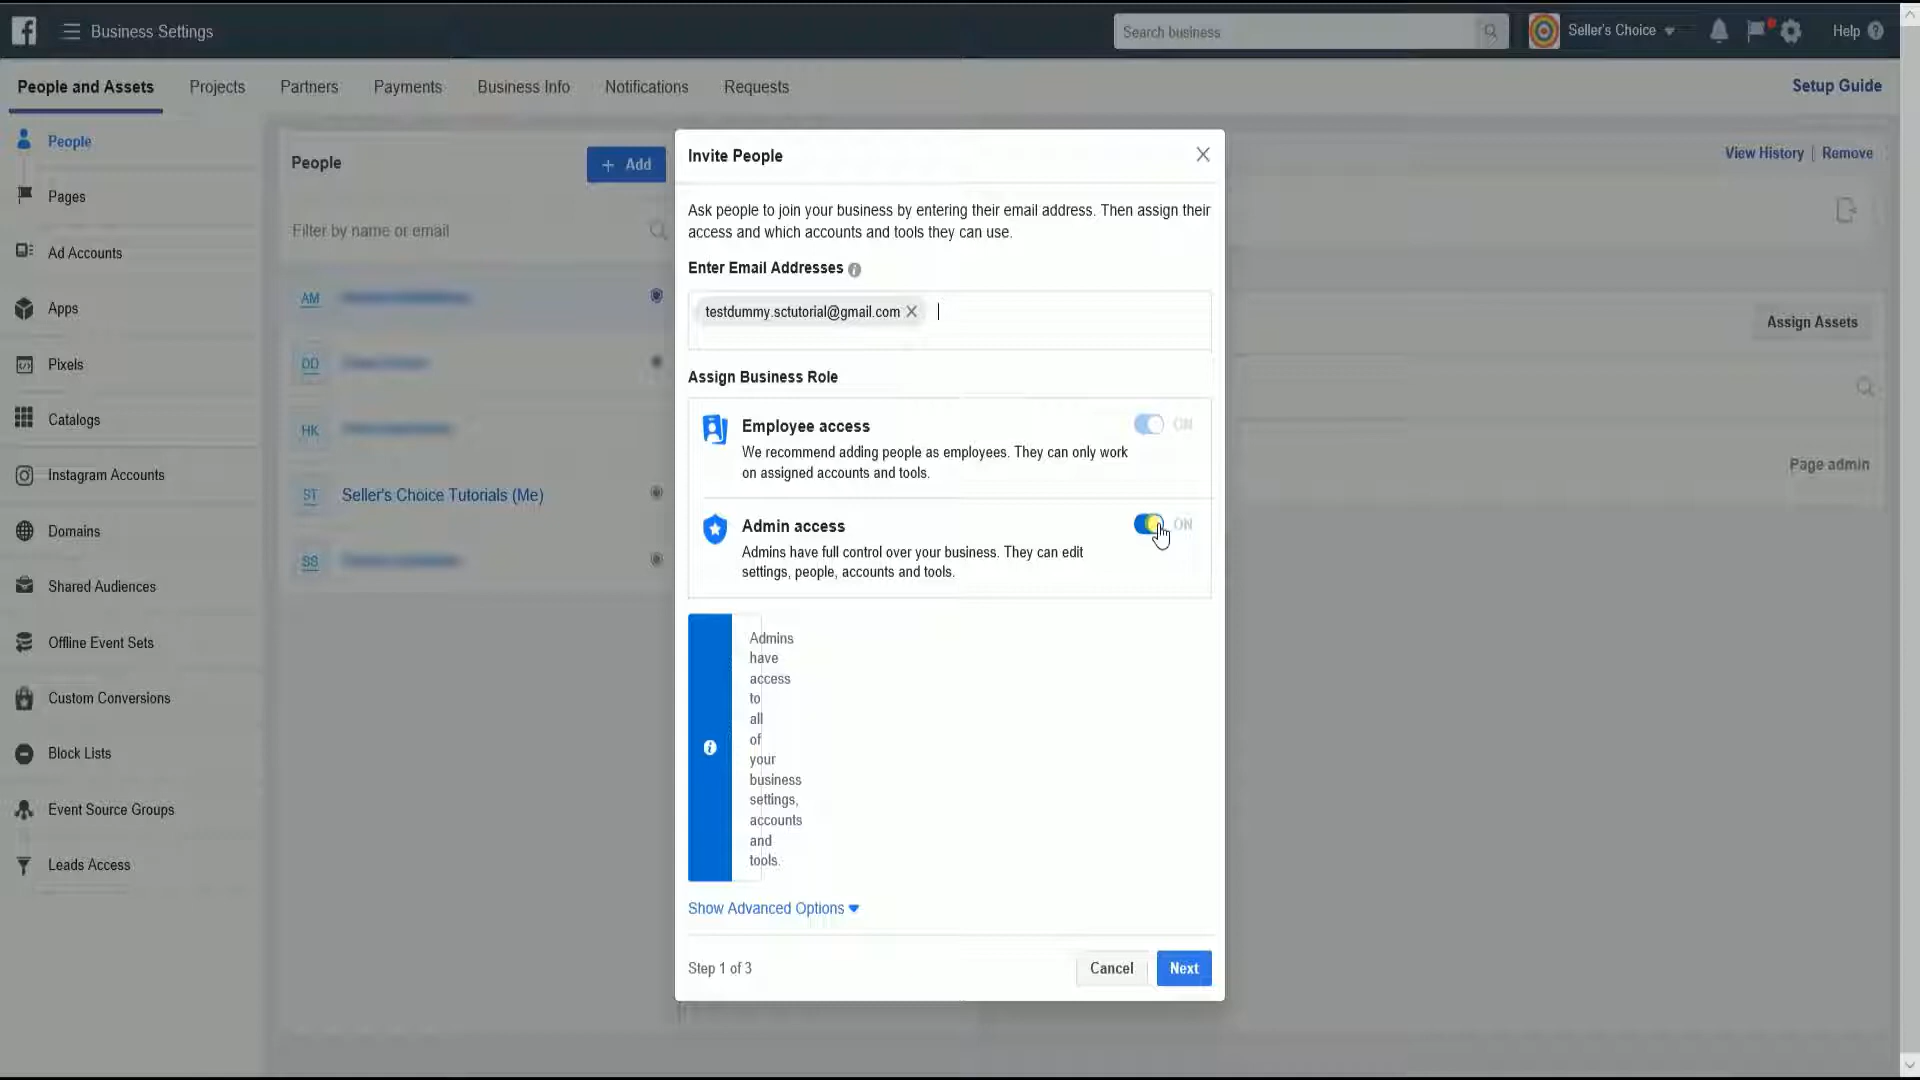 Business Settings
Search business
Seller's Choice
Help
People and Assets
Projects
Partners
Payments
Business Info
Notifications
Requests
Setup Guide
People
Pages
Ad Accounts
Apps
Pixels
Catalogs
Instagram Accounts
Domains
Shared Audiences
Offline Event Sets
Custom Conversions
Block Lists
Event Source Groups
Leads Access
People
+ Add
Filter by name or email
AM
DD
HK
ST Seller's Choice Tutorials (Me)
SS
View History | Remove
Assign Assets
Page admin
Invite People
Ask people to join your business by entering their email address. Then assign their
access and which accounts and tools they can use.
Enter Email Addresses
testdummy.sctutorial@gmail.com
Assign Business Role
Employee access
ON
We recommend adding people as employees. They can only work
on assigned accounts and tools.
Admin access
ON
Admins have full control over your business. They can edit
settings, people, accounts and tools.
Admins
have
access
to
all
of
your
business
settings,
accounts
and
tools.
Show Advanced Options
Step 1 of 3
Cancel
Next